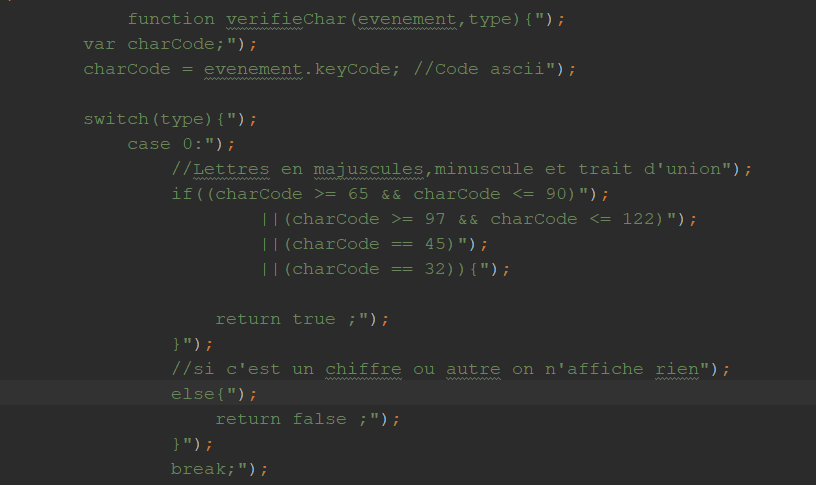 function verifieChar(evenement,type){");
var charCode;");
charCode = evenement.keyCode; //Code ascii");
switch(type){");
case 0:");
//Lettres en majuscules,minuscule et trait d'union");
if((charCode >= 65 && charCode <= 90)");
||(charCode >= 97 && charCode <= 122)");
||(charCode == 45)");
||(charCode == 32)){");
return true ;");
}");
//si c'est un chiffre ou autre on n'affiche rien");
else{");
return false ;");
}");
break;");